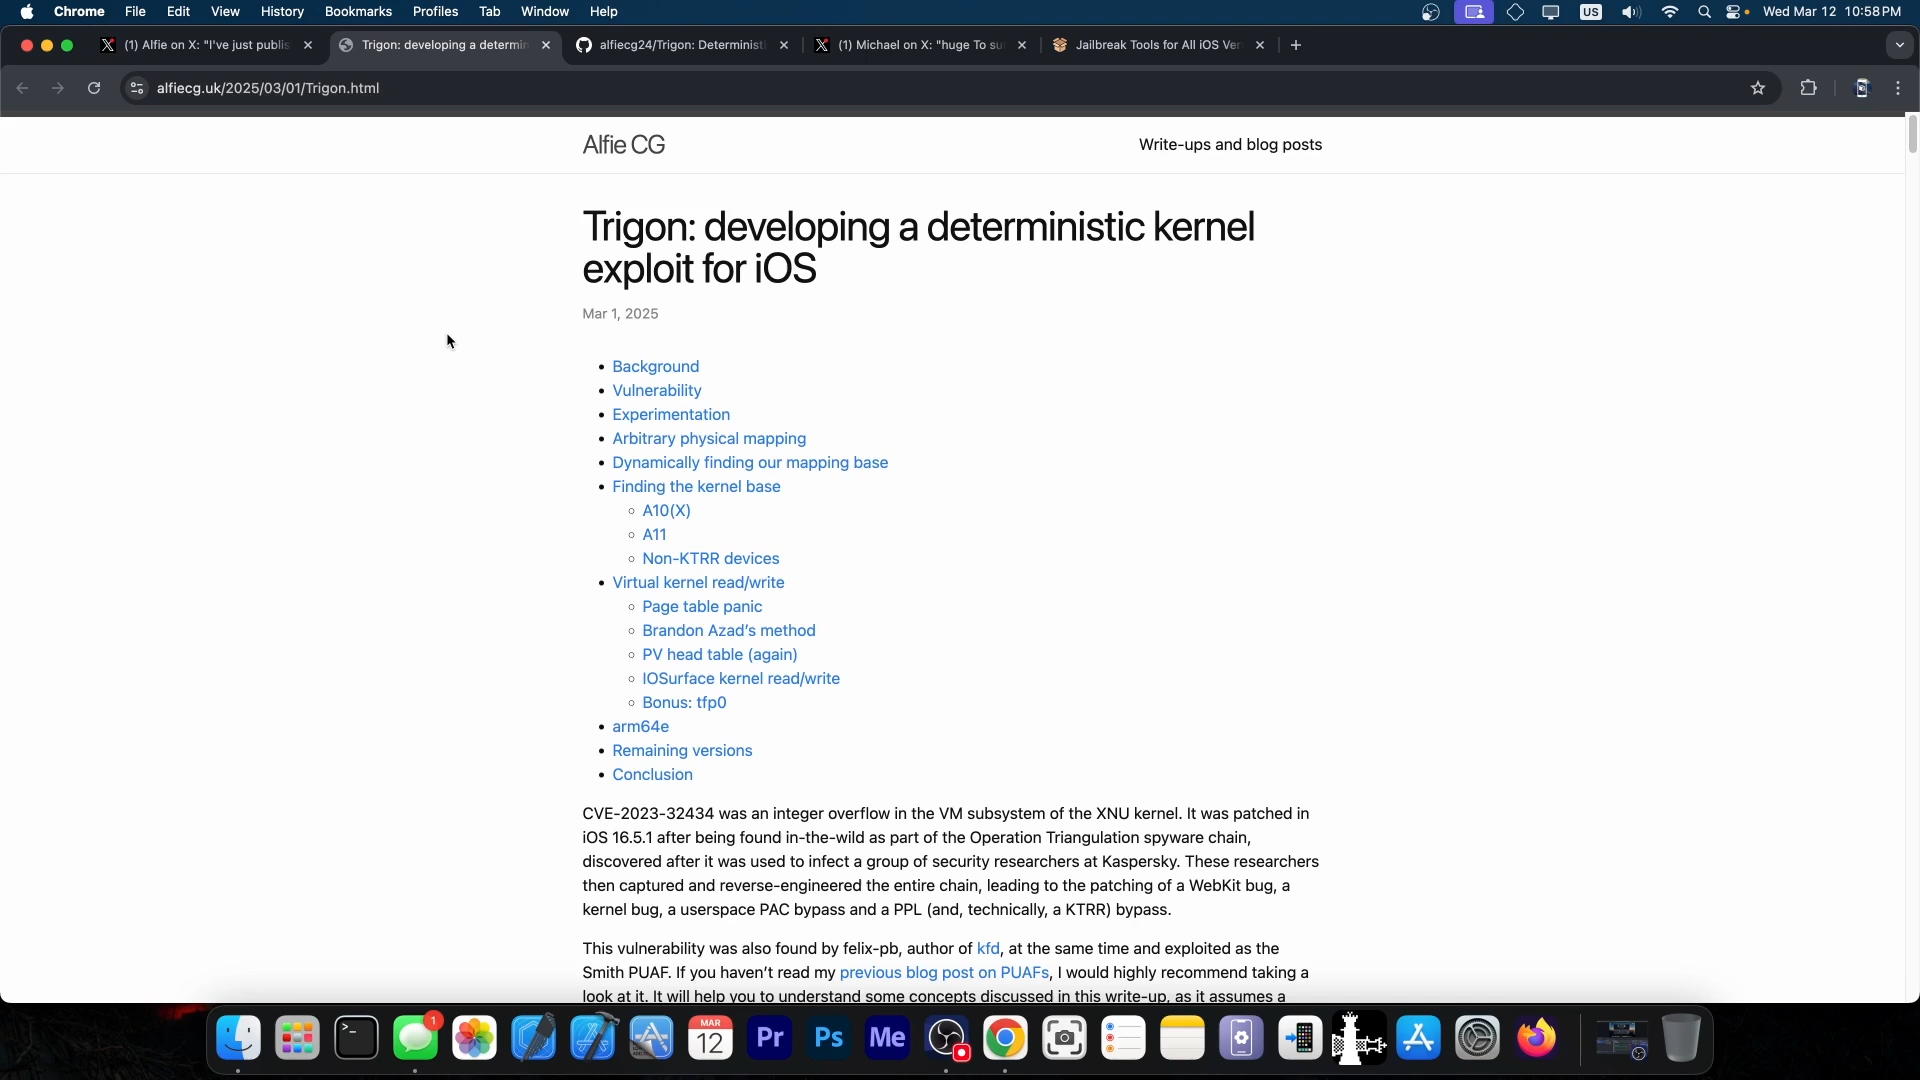 Chrome File Edit View History Bookmarks Profiles Tab Window Help US Wed Mar 12 10:58 PM
(1) Alfie on X: "I've just publis Trigon: developing a determin alfiecg24/Trigon: Determinist (1) Michael on X: "huge To su Jailbreak Tools for All iOS Ver
alfiecg.uk/2025/03/01/Trigon.html
Alfie CG Write-ups and blog posts
Trigon: developing a deterministic kernel
exploit for iOS
Mar 1, 2025
Background
Vulnerability
Experimentation
Arbitrary physical mapping
Dynamically finding our mapping base
Finding the kernel base
A10(X)
A11
Non-KTRR devices
Virtual kernel read/write
Page table panic
Brandon Azad's method
PV head table (again)
IOSurface kernel read/write
Bonus: tfp0
arm64e
Remaining versions
Conclusion
CVE-2023-32434 was an integer overflow in the VM subsystem of the XNU kernel. It was patched in
iOS 16.5.1 after being found in-the-wild as part of the Operation Triangulation spyware chain,
discovered after it was used to infect a group of security researchers at Kaspersky. These researchers
then captured and reverse-engineered the entire chain, leading to the patching of a WebKit bug, a
kernel bug, a userspace PAC bypass and a PPL (and, technically, a KTRR) bypass.
This vulnerability was also found by felix-pb, author of kfd, at the same time and exploited as the
Smith PUAF. If you haven't read my previous blog post on PUAFs, I would highly recommend taking a
look at it. It will help you to understand some concepts discussed in this write-up, as it assumes a
>_ 1 MAR 12 Pr Ps Me